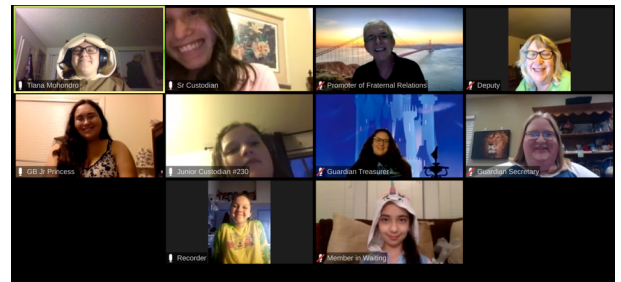 Tiana Mohondro
Sr Custodian
Promoter of Fraternal Relations
Deputy
GB Jr Princess
Junior Custodian #230
Guardian Treasurer
Guardian Secretary
Recorder
Member in Waiting